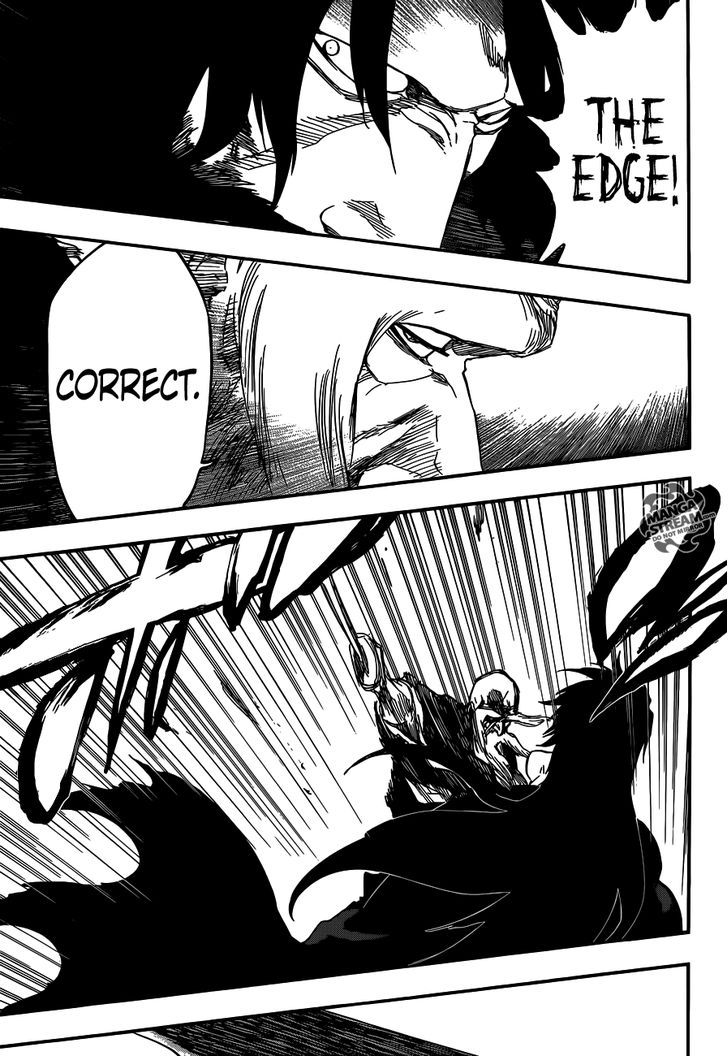 THE
EDGE!
CORRECT.
MANGA
STREAM
DO NOT MIRROR